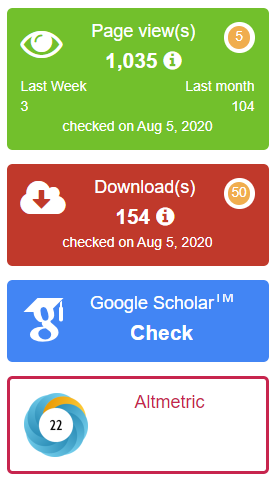 Page view(s) 5
1,035
Last Week Last month
3 104
checked on Aug 5, 2020
Download(s) 50
154
checked on Aug 5, 2020
Google Scholar™
Check
Altmetric
22